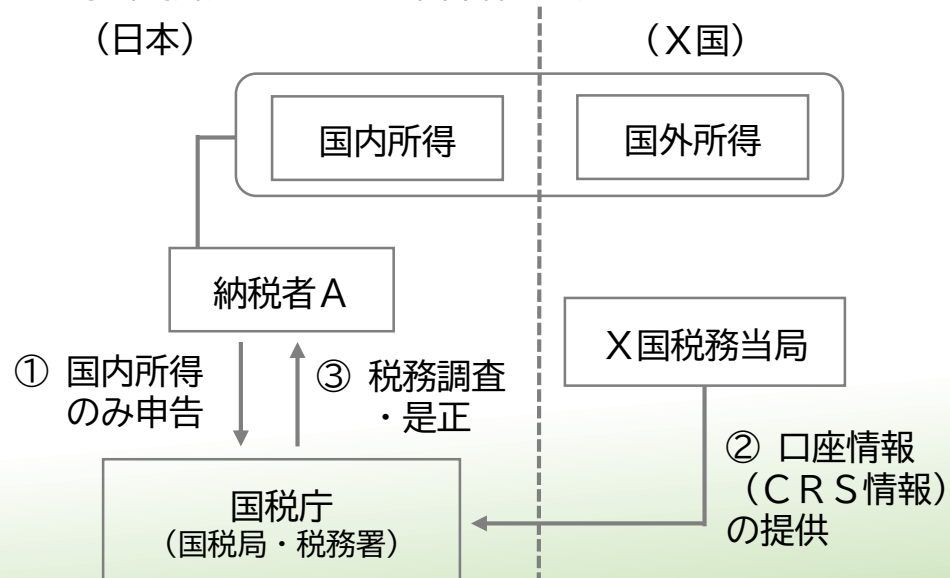 （日本）
（Ｘ国）
国内所得
国外所得
納税者Ａ
Ｘ国税務当局
① 国内所得
のみ申告
③ 税務調査
・是正
② 口座情報
（ＣＲＳ情報）
の提供
国税庁
（国税局・税務署）